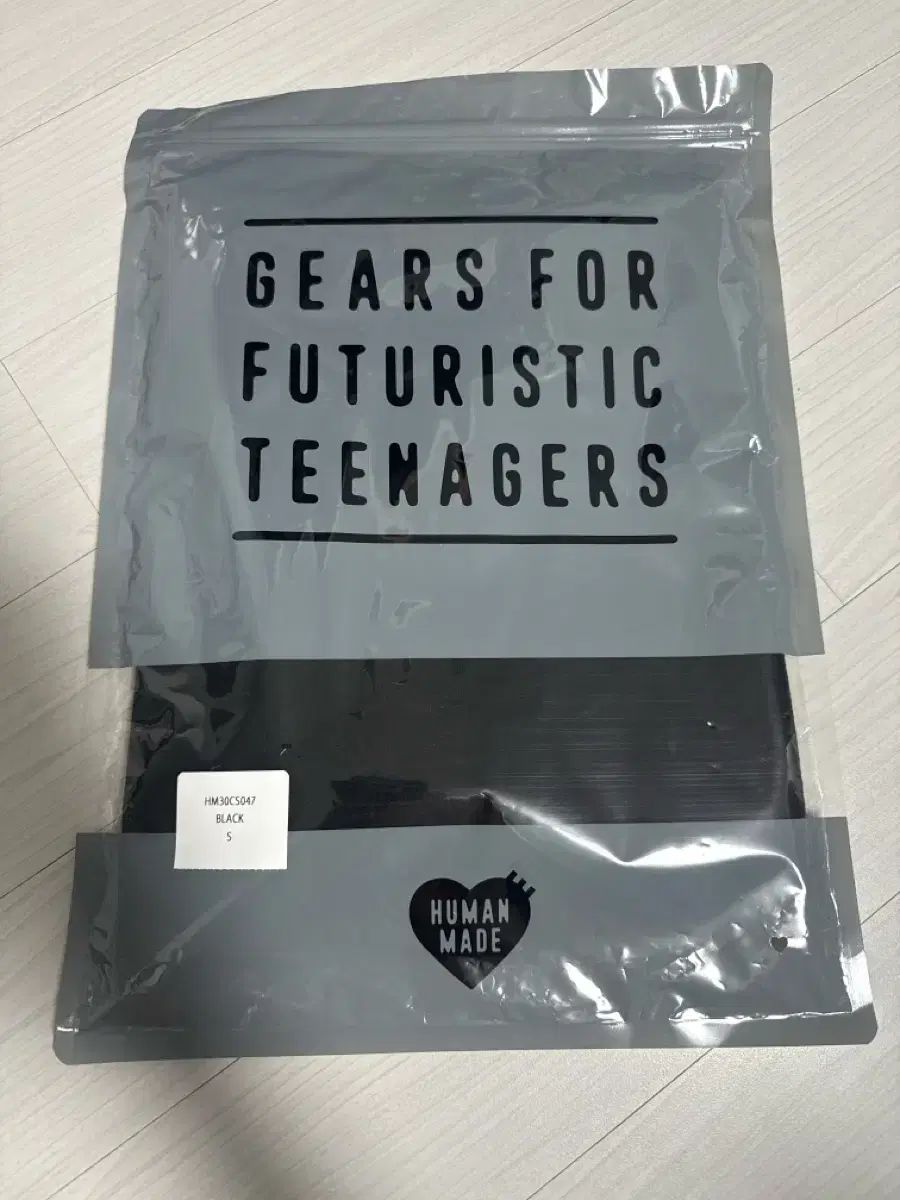 GEARS FOR
FUTURISTIC
TEENAGERS
HM30CS047
BLACK
S
HUMAN
MADE